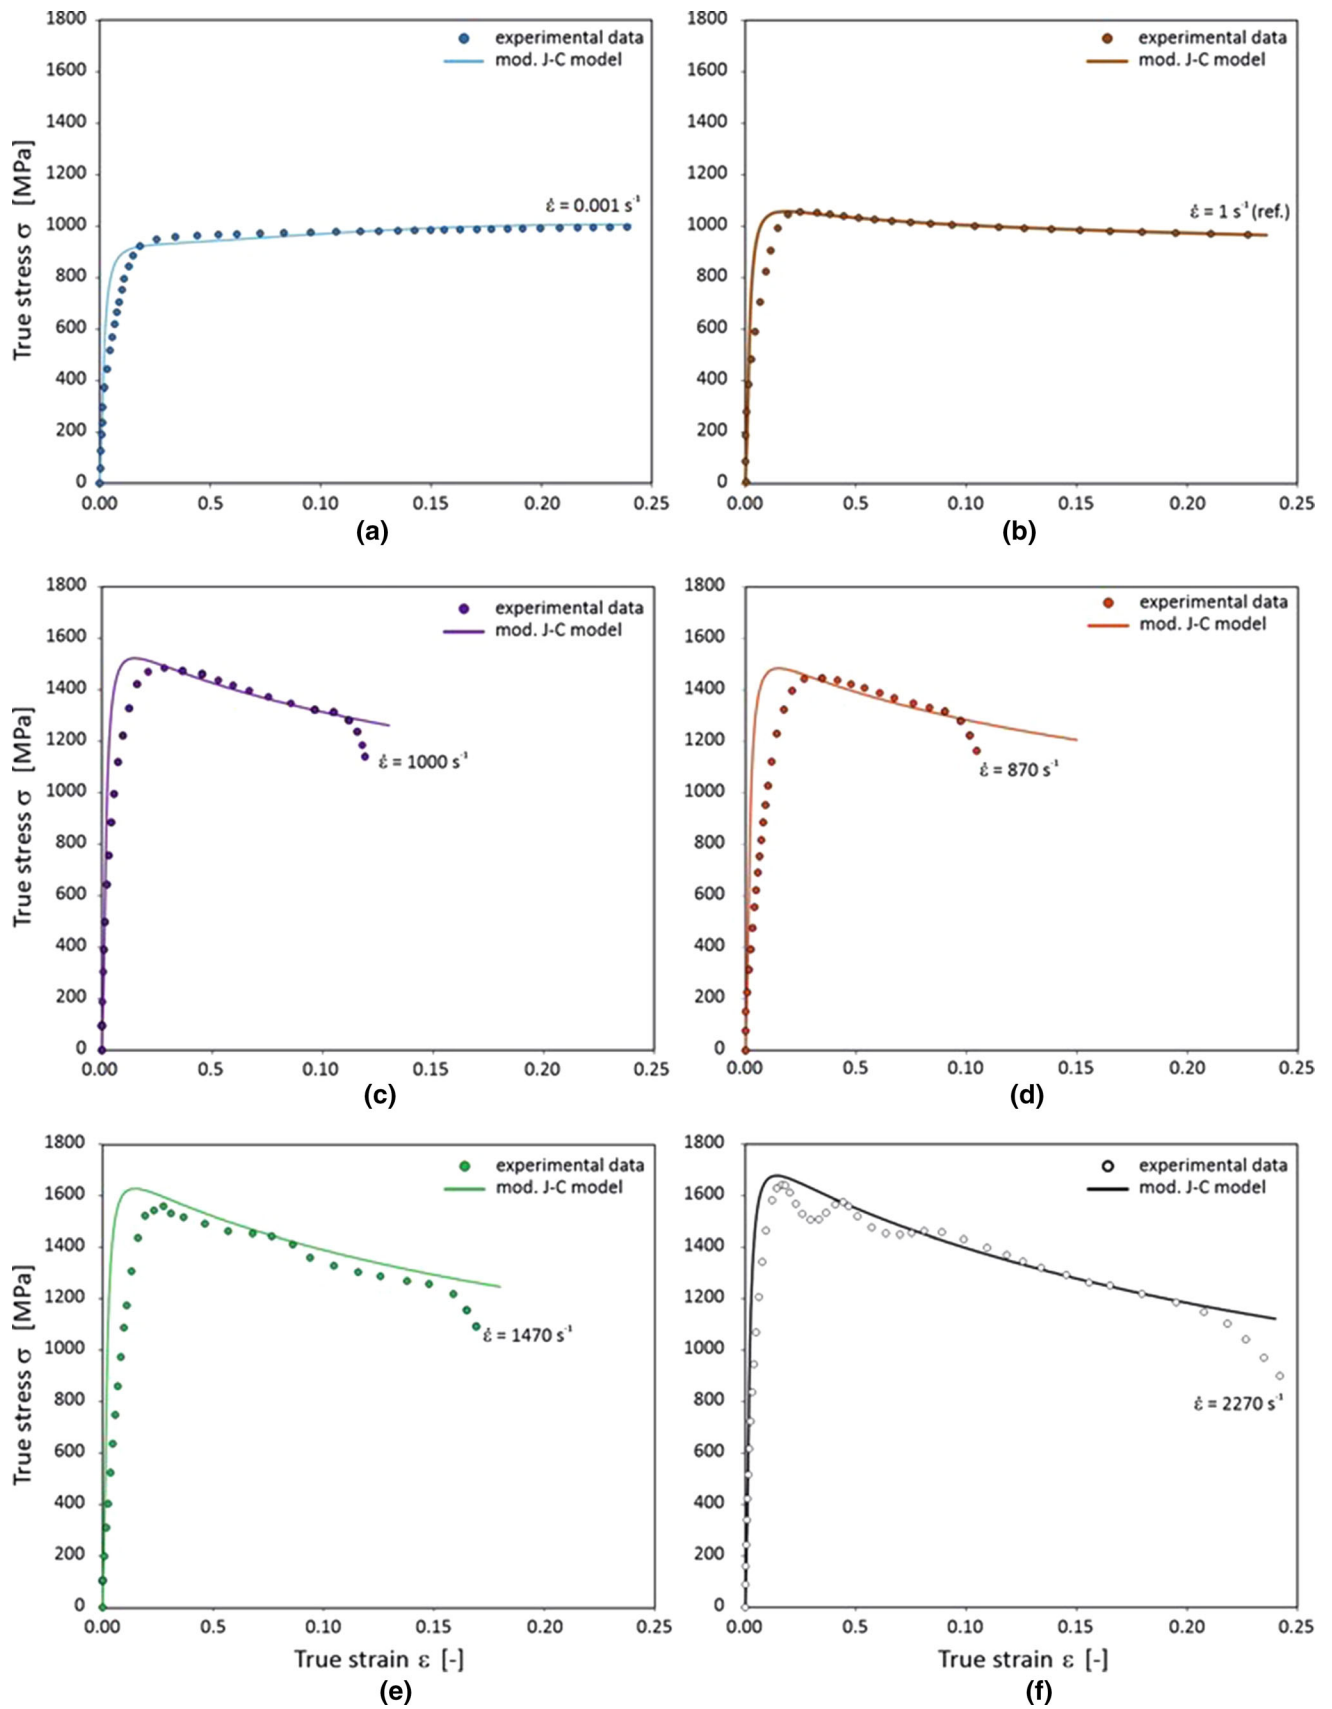 1800
1600
1400
1200
1000
800
600
400
200
0
True stress σ [MPa]
experimental data
mod. J-C model
ε̇ = 0.001 s⁻¹
0.00 0.5 0.10 0.15 0.20 0.25
(a)
1800
1600
1400
1200
1000
800
600
400
200
0
experimental data
mod. J-C model
ε̇ = 1 s⁻¹ (ref.)
0.00 0.5 0.10 0.15 0.20 0.25
(b)
1800
1600
1400
1200
1000
800
600
400
200
0
True stress σ [MPa]
experimental data
mod. J-C model
ε̇ = 1000 s⁻¹
0.00 0.5 0.10 0.15 0.20 0.25
(c)
1800
1600
1400
1200
1000
800
600
400
200
0
experimental data
mod. J-C model
ε̇ = 870 s⁻¹
0.00 0.5 0.10 0.15 0.20 0.25
(d)
1800
1600
1400
1200
1000
800
600
400
200
0
True stress σ [MPa]
experimental data
mod. J-C model
ε̇ = 1470 s⁻¹
0.00 0.5 0.10 0.15 0.20 0.25
True strain ε [-]
(e)
1800
1600
1400
1200
1000
800
600
400
200
0
experimental data
mod. J-C model
ε̇ = 2270 s⁻¹
0.00 0.5 0.10 0.15 0.20 0.25
True strain ε [-]
(f)